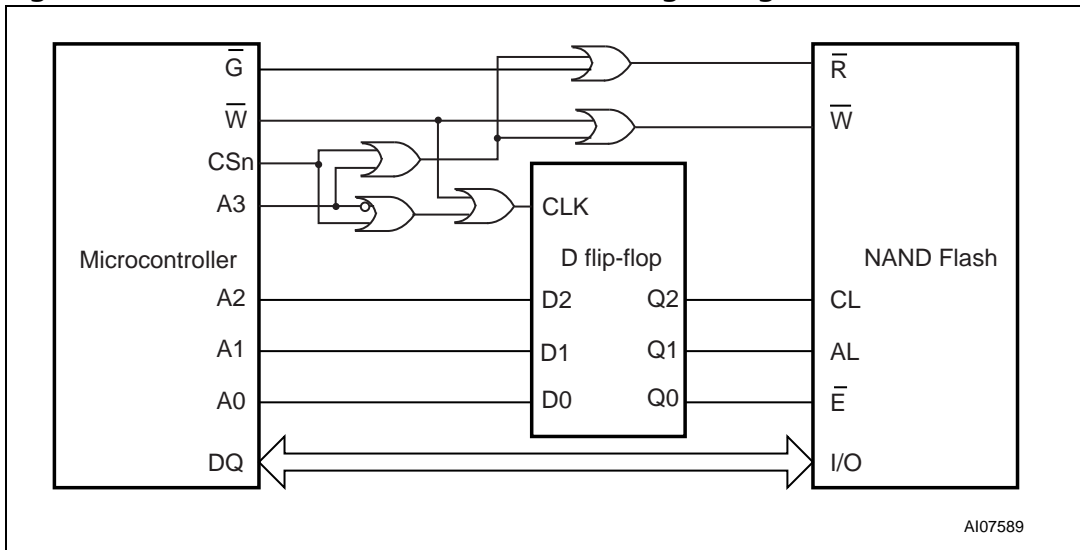 G̅
W̅
CSn
A3
Microcontroller
A2
A1
A0
DQ
CLK
D flip-flop
D2 Q2
D1 Q1
D0 Q0
R̅
W̅
NAND Flash
CL
AL
E̅
I/O
AI07589